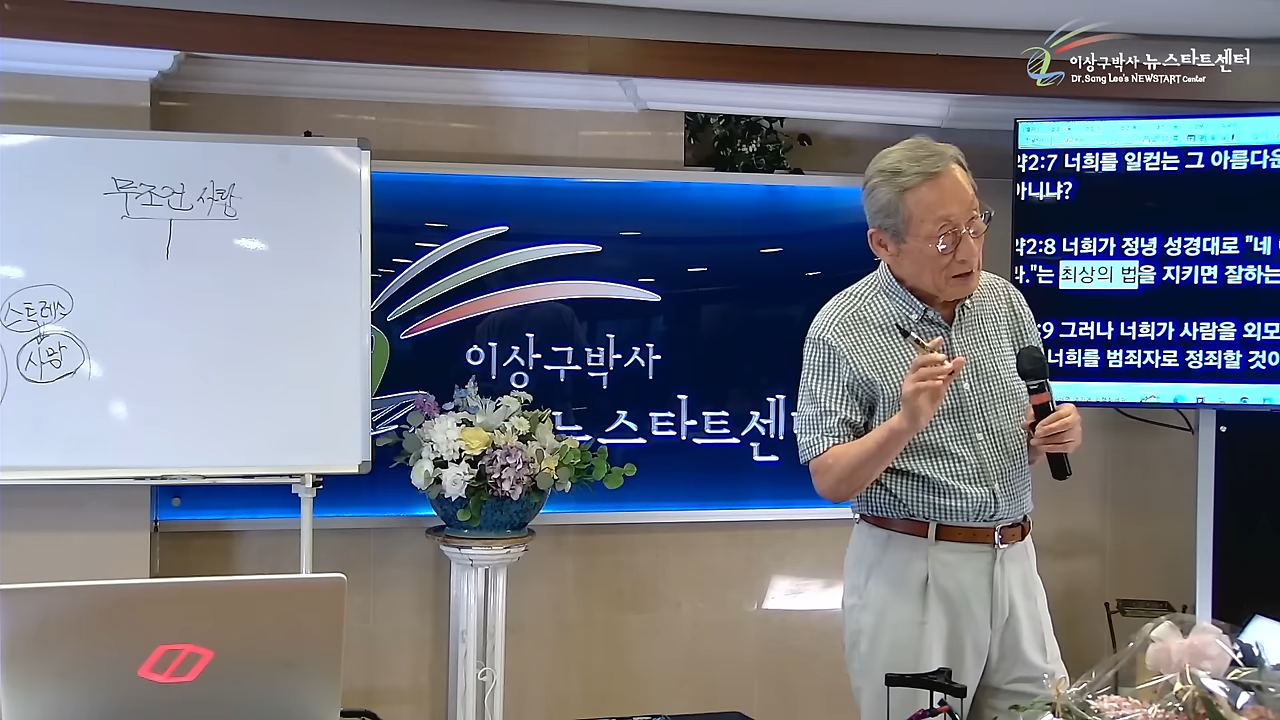 이상구박사 뉴스타트센터
Dr. Sang Lee's NEWSTART Center
무조건 사랑
스트레스
사랑
이상구박사
뉴스타트센
약2:7 너희를 일컫는 그 아름다운
아니냐?
약2:8 너희가 정녕 성경대로 "네
라."는 최상의 법을 지키면 잘하는
:9 그러나 너희가 사람을 외모
너희를 범죄자로 정죄할 것이